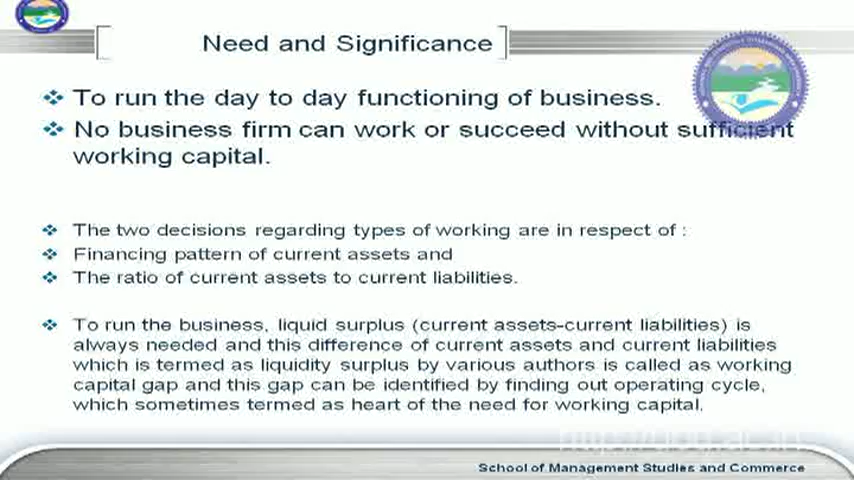 Need and Significance
To run the day to day functioning of business.
No business firm can work or succeed without sufficient
working capital.
The two decisions regarding types of working are in respect of :
Financing pattern of current assets and
The ratio of current assets to current liabilities.
To run the business, liquid surplus (current assets-current liabilities) is
always needed and this difference of current assets and current liabilities
which is termed as liquidity surplus by various authors is called as working
capital gap and this gap can be identified by finding out operating cycle,
which sometimes termed as heart of the need for working capital.
School of Management Studies and Commerce